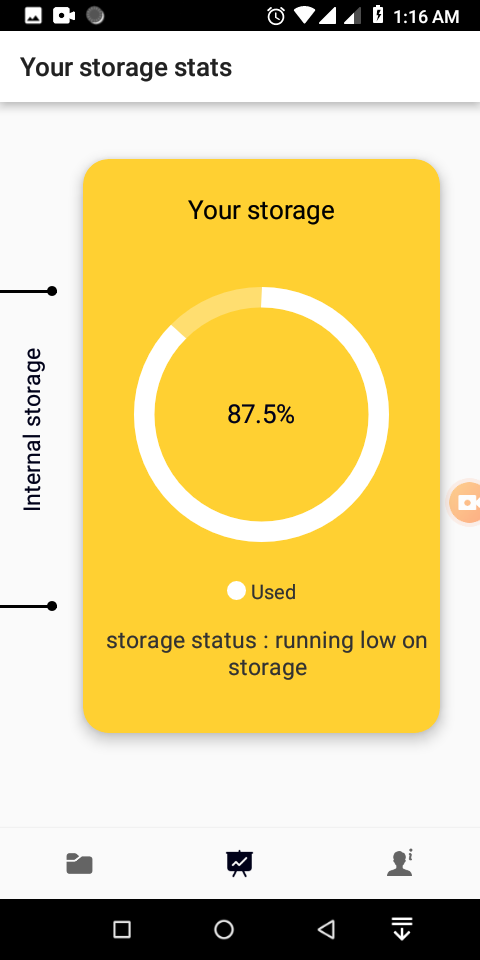 1:16 AM
Your storage stats
Your storage
Internal storage
87.5%
Used
storage status : running low on
storage